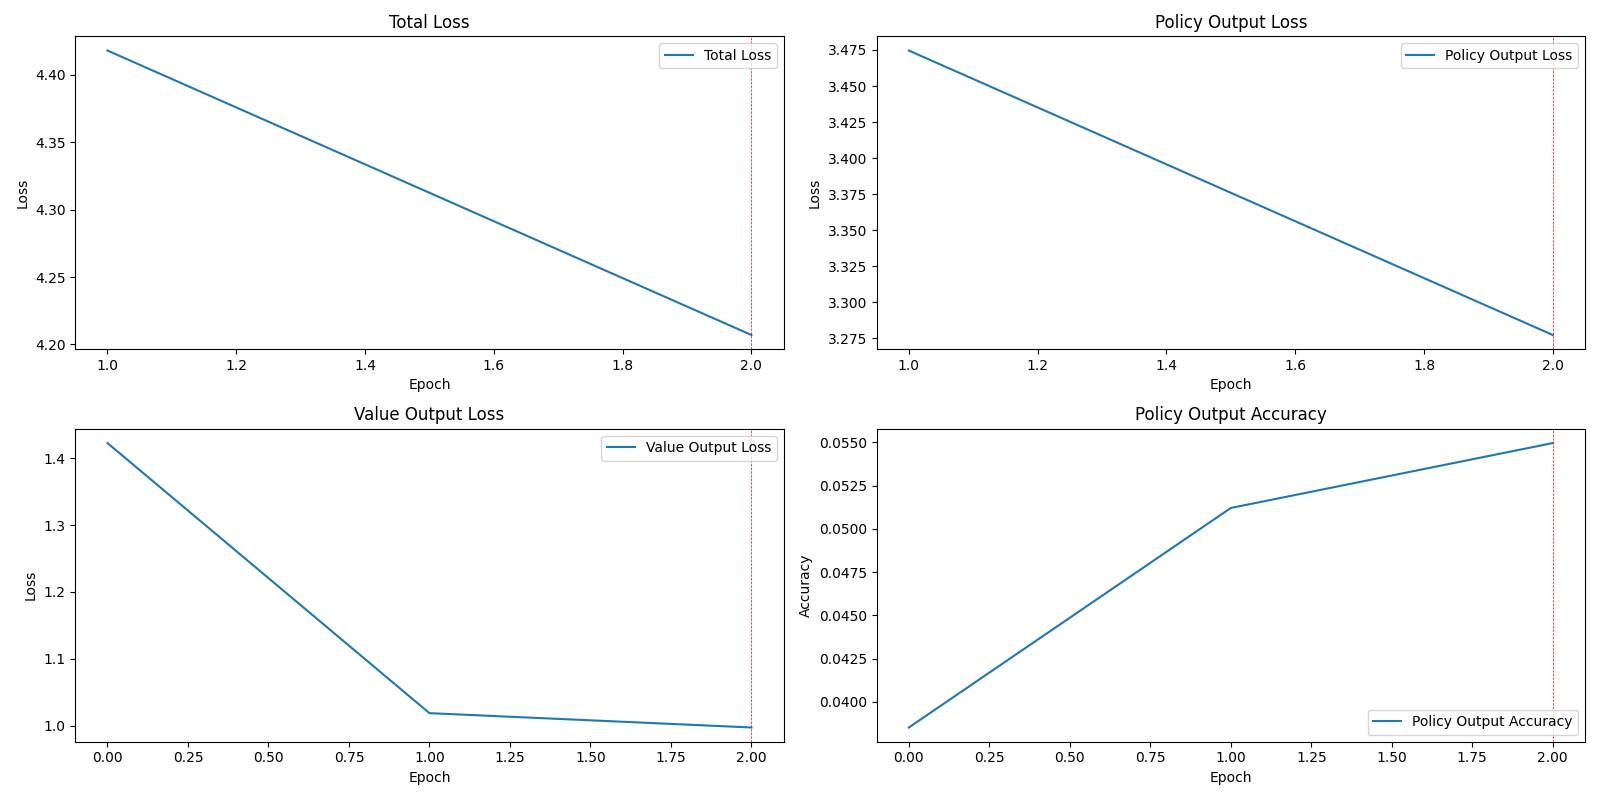 Total Loss
Total Loss
4.40
4.35
4.30
4.25
4.20
Loss
1.0 1.2 1.4 1.6 1.8 2.0
Epoch
Policy Output Loss
Policy Output Loss
3.475
3.450
3.425
3.400
3.375
3.350
3.325
3.300
3.275
Loss
1.0 1.2 1.4 1.6 1.8 2.0
Epoch
Value Output Loss
Value Output Loss
1.4
1.3
1.2
1.1
1.0
Loss
0.00 0.25 0.50 0.75 1.00 1.25 1.50 1.75 2.00
Epoch
Policy Output Accuracy
0.0550
0.0525
0.0500
0.0475
0.0450
0.0425
0.0400
Accuracy
Policy Output Accuracy
0.00 0.25 0.50 0.75 1.00 1.25 1.50 1.75 2.00
Epoch